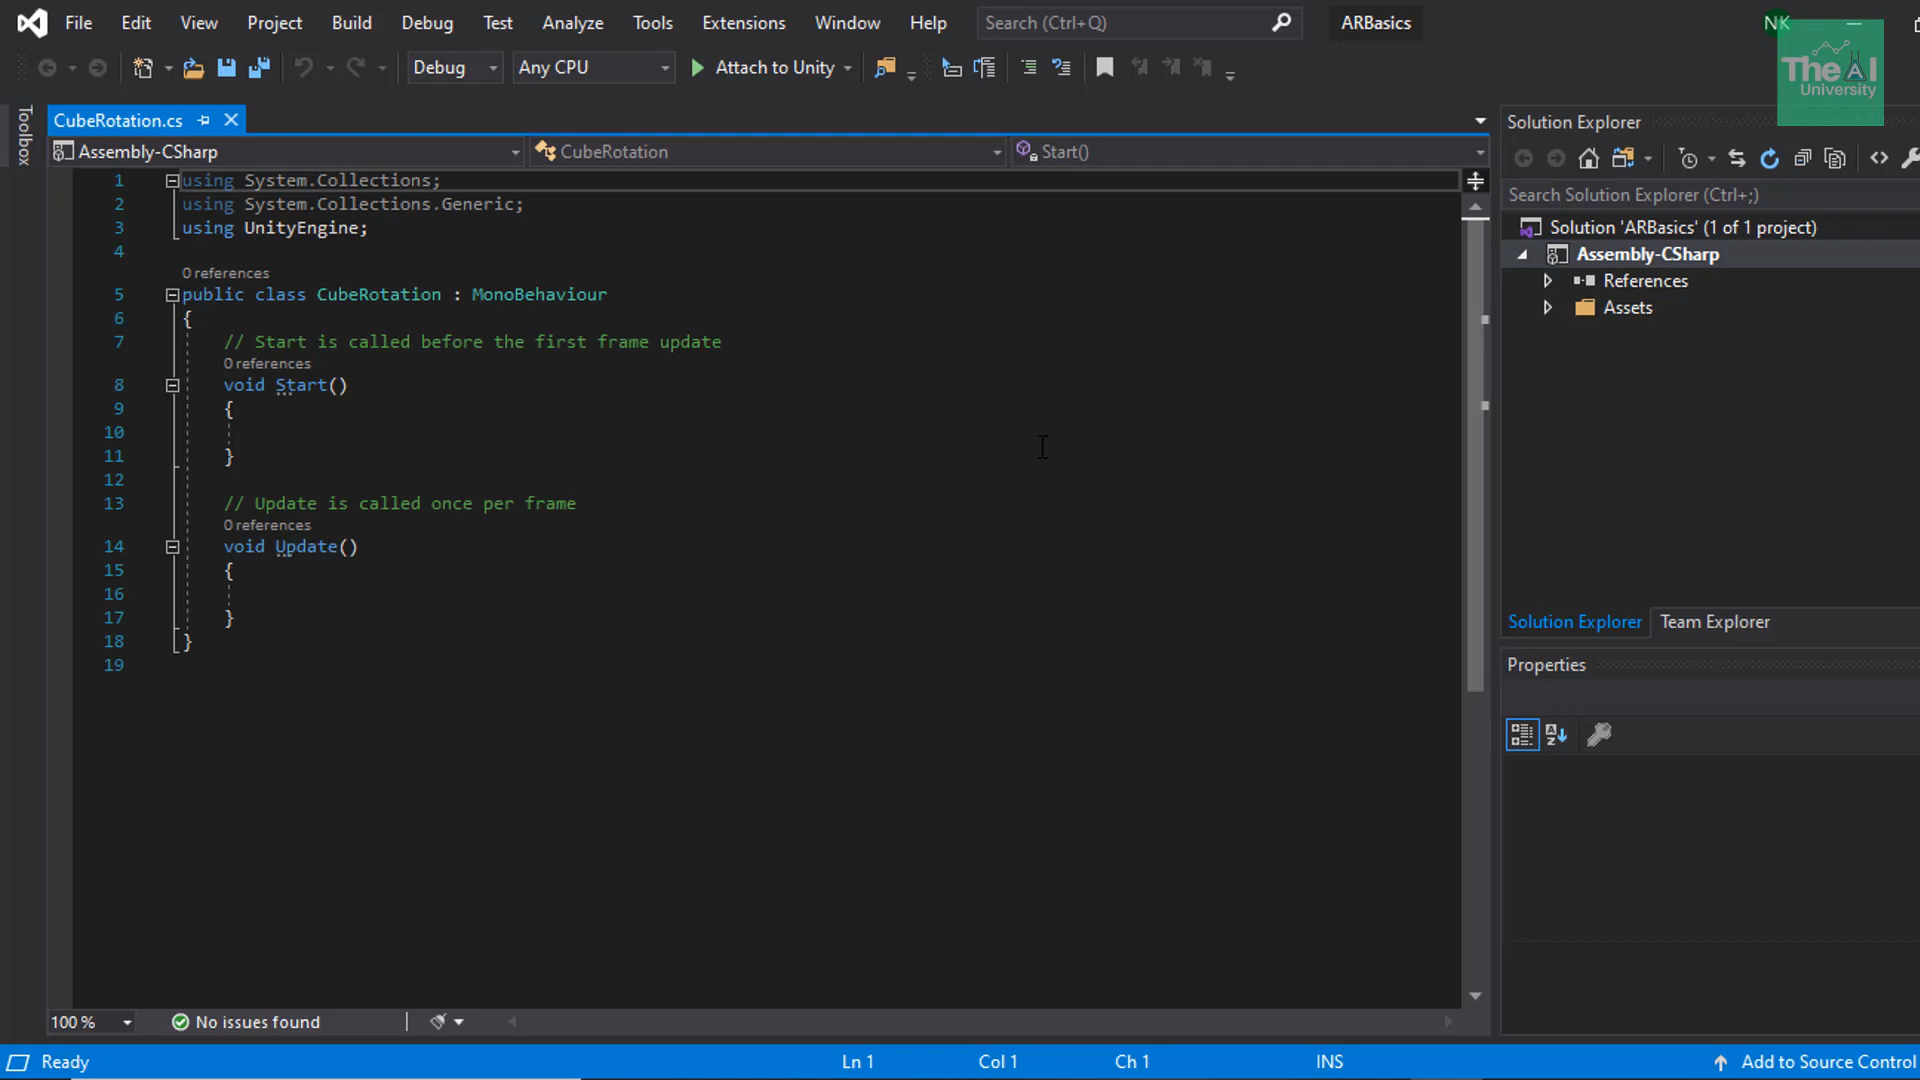 File Edit View Project Build Debug Test Analyze Tools Extensions Window Help Search (Ctrl+Q) ARBasics NK
Debug Any CPU Attach to Unity
The AI
University
Toolbox
CubeRotation.cs
Assembly-CSharp CubeRotation Start()
1 using System.Collections;
2 using System.Collections.Generic;
3 using UnityEngine;
4
0 references
5 public class CubeRotation : MonoBehaviour
6 {
7 // Start is called before the first frame update
0 references
8 void Start()
9 {
10
11 }
12
13 // Update is called once per frame
0 references
14 void Update()
15 {
16
17 }
18 }
19
100 % No issues found
Solution Explorer
Search Solution Explorer (Ctrl+;)
Solution 'ARBasics' (1 of 1 project)
Assembly-CSharp
References
Assets
Solution Explorer Team Explorer
Properties
Ready Ln 1 Col 1 Ch 1 INS Add to Source Control